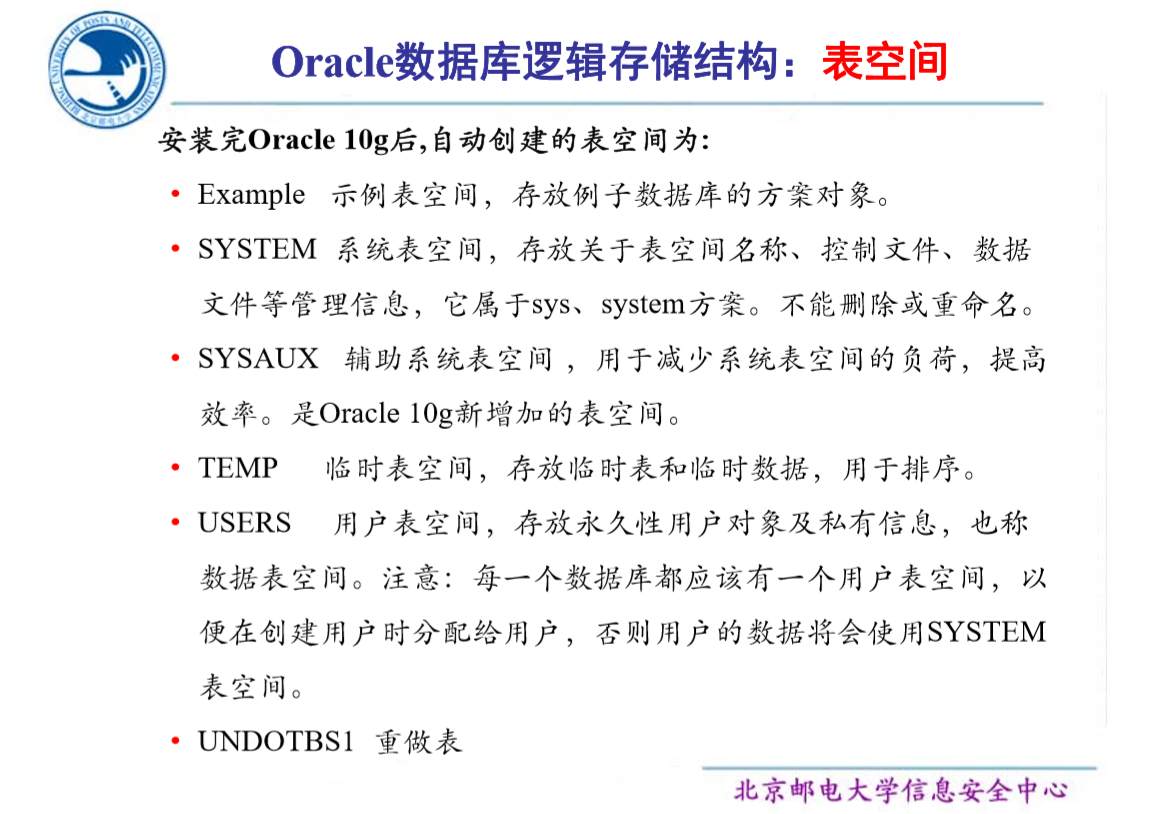 Oracle数据库逻辑存储结构：表空间
安装完Oracle 10g后,自动创建的表空间为:
• Example 示例表空间，存放例子数据库的方案对象。
• SYSTEM 系统表空间，存放关于表空间名称、控制文件、数据
文件等管理信息，它属于sys、system方案。不能删除或重命名。
• SYSAUX 辅助系统表空间 ，用于减少系统表空间的负荷，提高
效率。是Oracle 10g新增加的表空间。
• TEMP 临时表空间，存放临时表和临时数据，用于排序。
• USERS 用户表空间，存放永久性用户对象及私有信息，也称
数据表空间。注意：每一个数据库都应该有一个用户表空间，以
便在创建用户时分配给用户，否则用户的数据将会使用SYSTEM
表空间。
• UNDOTBS1 重做表
北京邮电大学信息安全中心